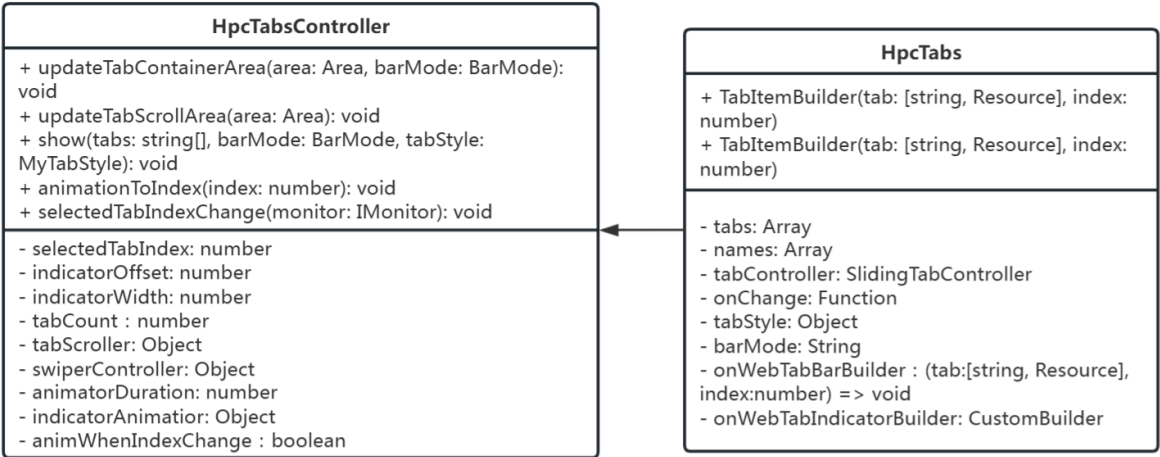 HpcTabsController
+ updateTabContainerArea(area: Area, barMode: BarMode):
void
+ updateTabScrollArea(area: Area): void
+ show(tabs: string[], barMode: BarMode, tabStyle:
MyTabStyle): void
+ animationToIndex(index: number): void
+ selectedTabIndexChange(monitor: IMonitor): void
- selectedTabIndex: number
- indicatorOffset: number
- indicatorWidth: number
- tabCount：number
- tabScroller: Object
- swiperController: Object
- animatorDuration: number
- indicatorAnimatior: Object
- animWhenIndexChange：boolean
HpcTabs
+ TabItemBuilder(tab: [string, Resource], index:
number)
+ TabItemBuilder(tab: [string, Resource], index:
number)
- tabs: Array
- names: Array
- tabController: SlidingTabController
- onChange: Function
- tabStyle: Object
- barMode: String
- onWebTabBarBuilder：(tab:[string, Resource],
index:number) => void
- onWebTabIndicatorBuilder: CustomBuilder